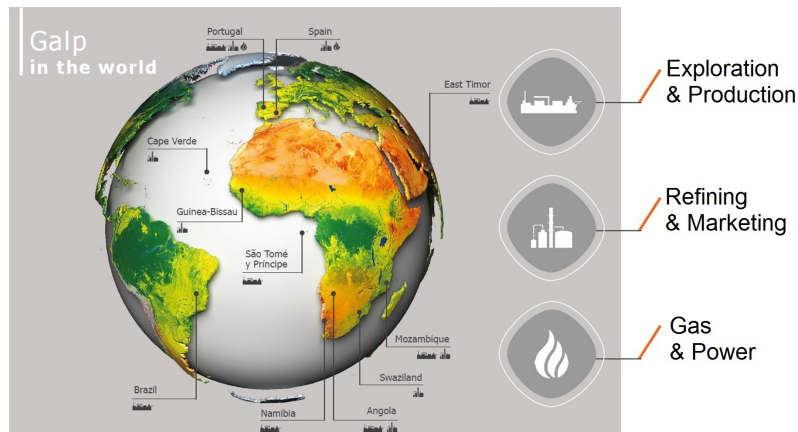 Galp
in the world
Portugal
Spain
East Timor
Cape Verde
Guinea-Bissau
São Tomé
y Príncipe
Mozambique
Swaziland
Brazil
Namibia
Angola
Exploration
& Production
Refining
& Marketing
Gas
& Power